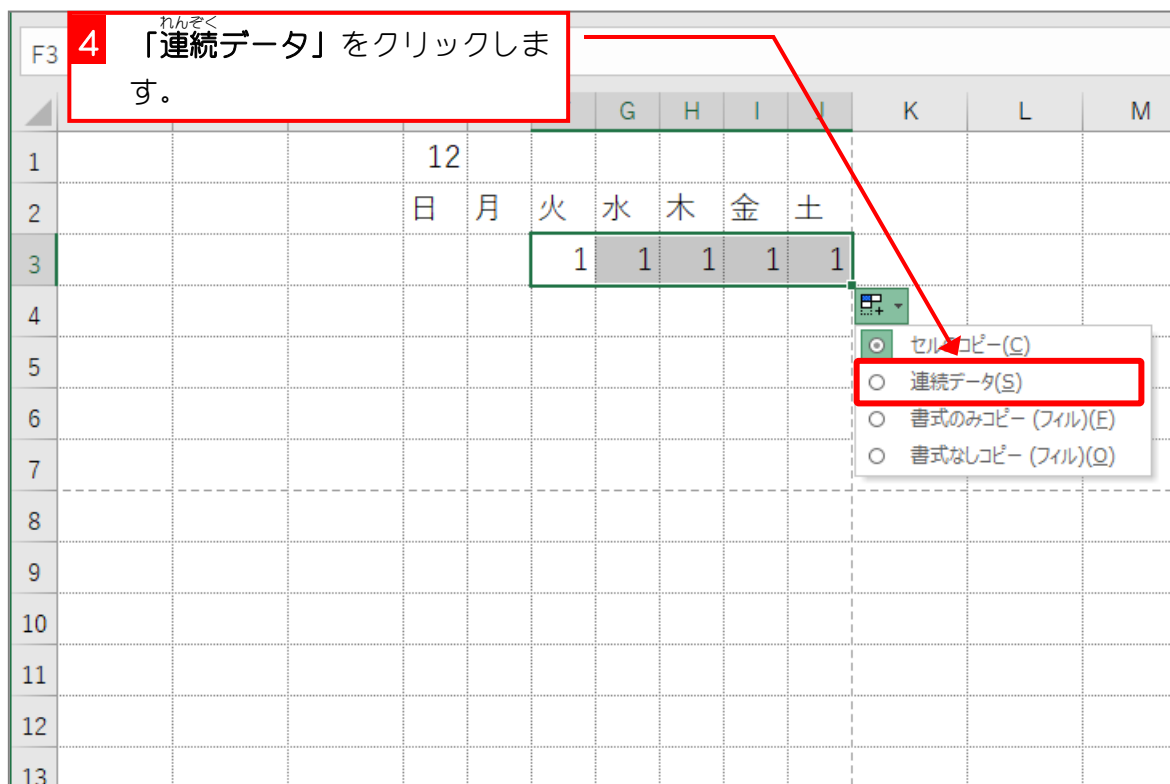 れんぞく
4 「連続データ」をクリックしま
す。
F3
G H I J K L M
1 12
2 日 月 火 水 木 金 土
3 1 1 1 1 1
4
セルのコピー(C)
5 連続データ(S)
6 書式のみコピー (フィル)(F)
7 書式なしコピー (フィル)(O)
8
9
10
11
12
13